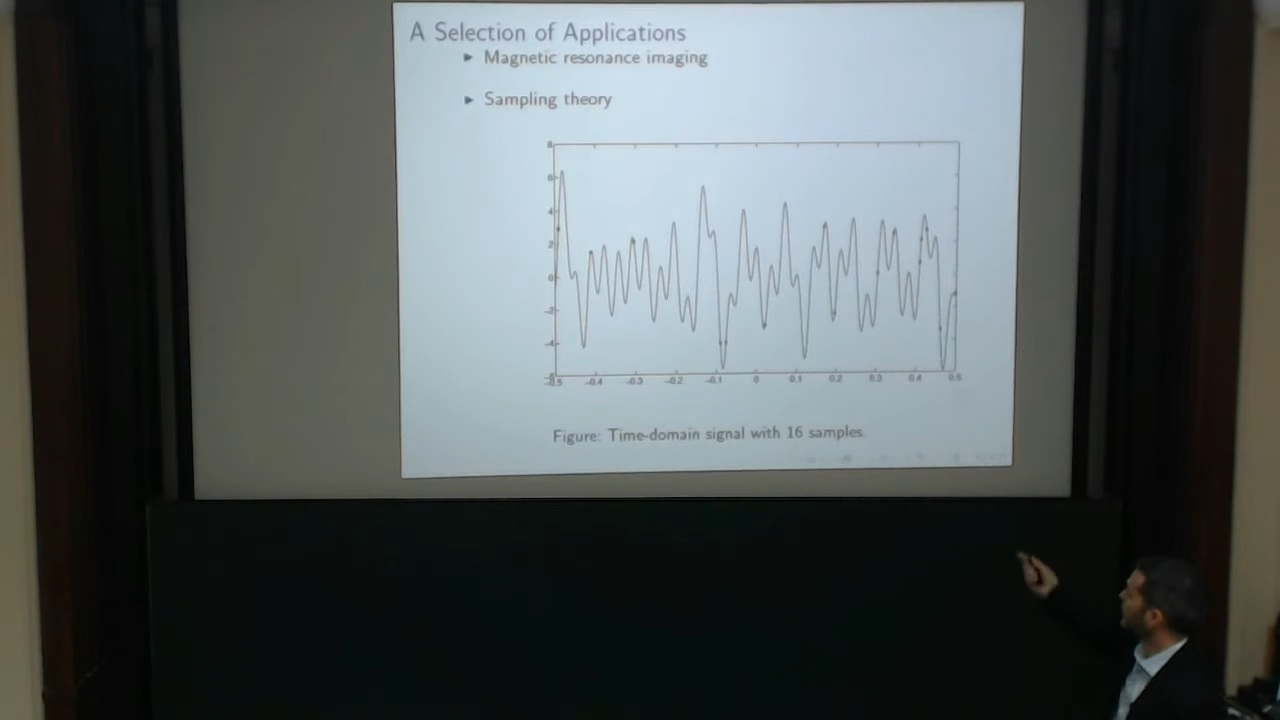 A Selection of Applications
► Magnetic resonance imaging
► Sampling theory
8
6
4
2
0
-2
-4
-0.5 -0.4 -0.3 -0.2 -0.1 0 0.1 0.2 0.3 0.4 0.5
Figure: Time-domain signal with 16 samples.